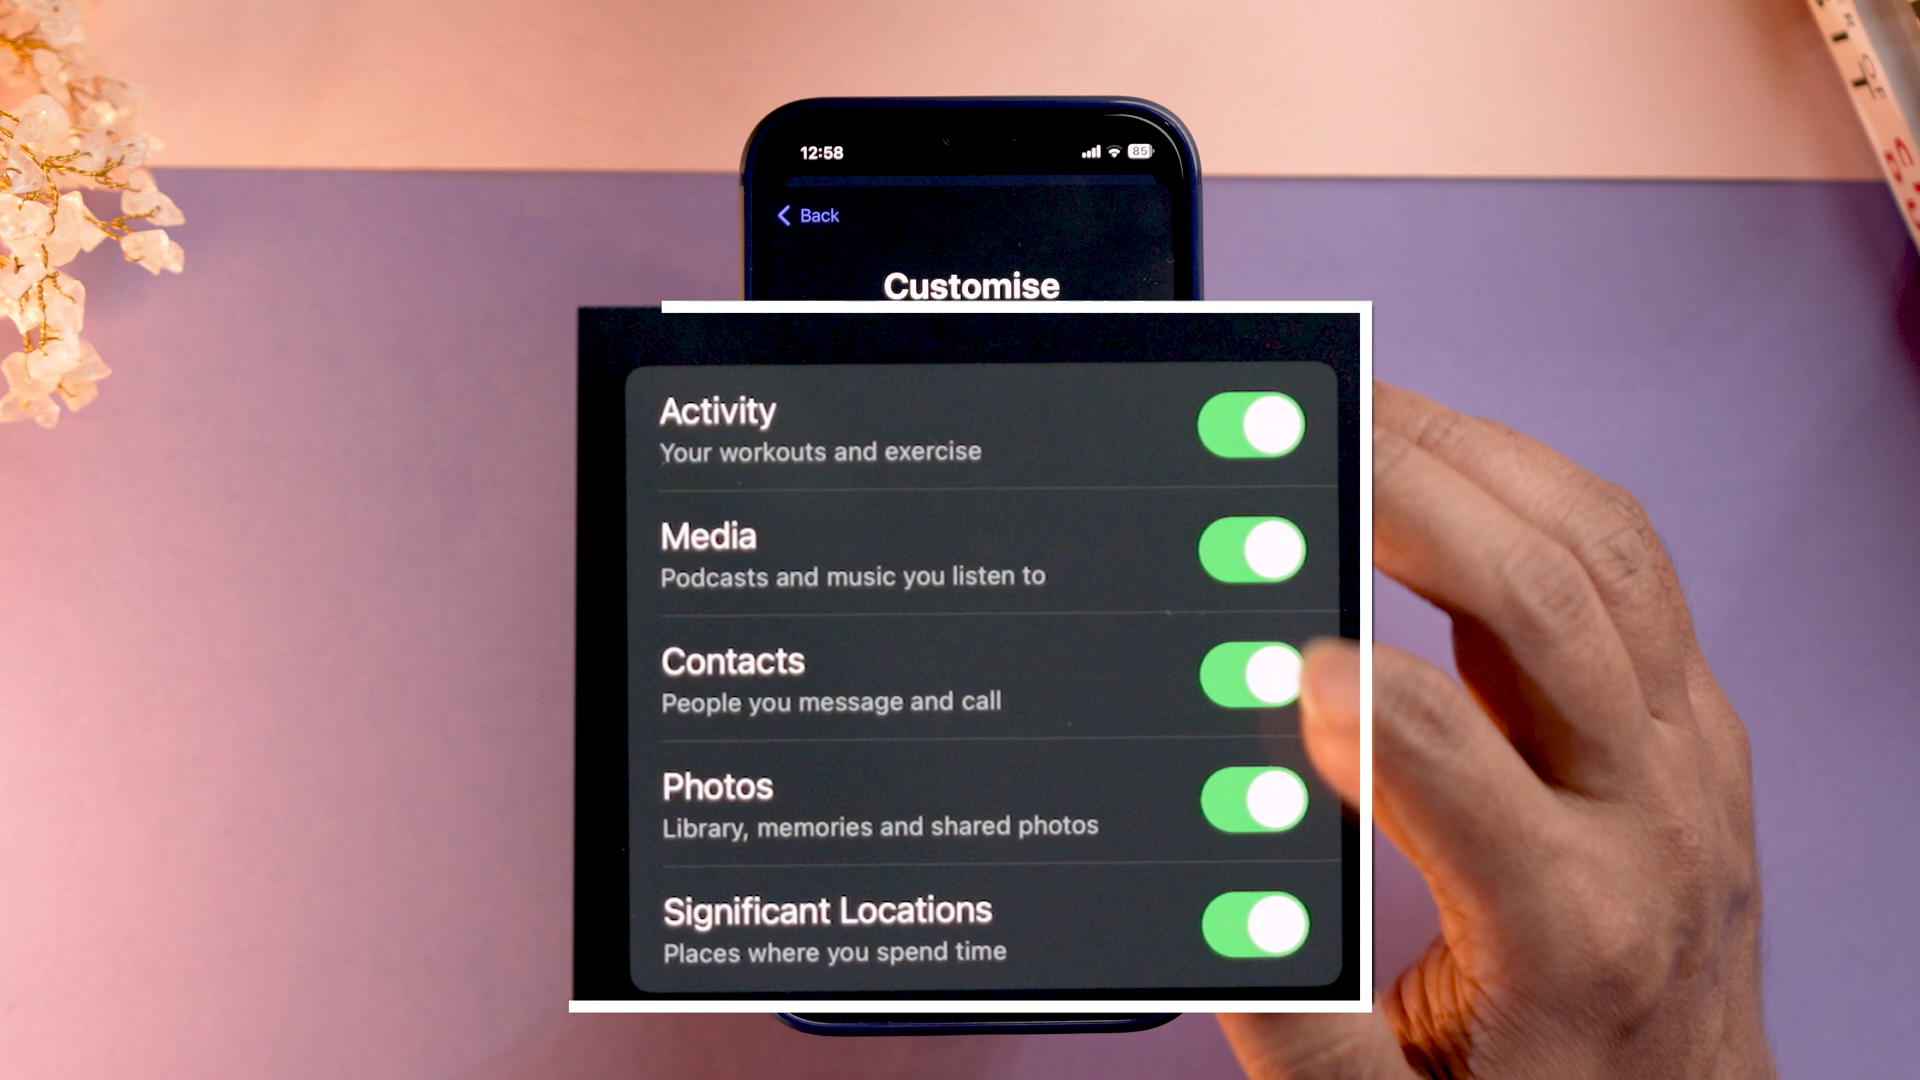 12:58
85
Back
Customise
Activity
Your workouts and exercise
Media
Podcasts and music you listen to
Contacts
People you message and call
Photos
Library, memories and shared photos
Significant Locations
Places where you spend time